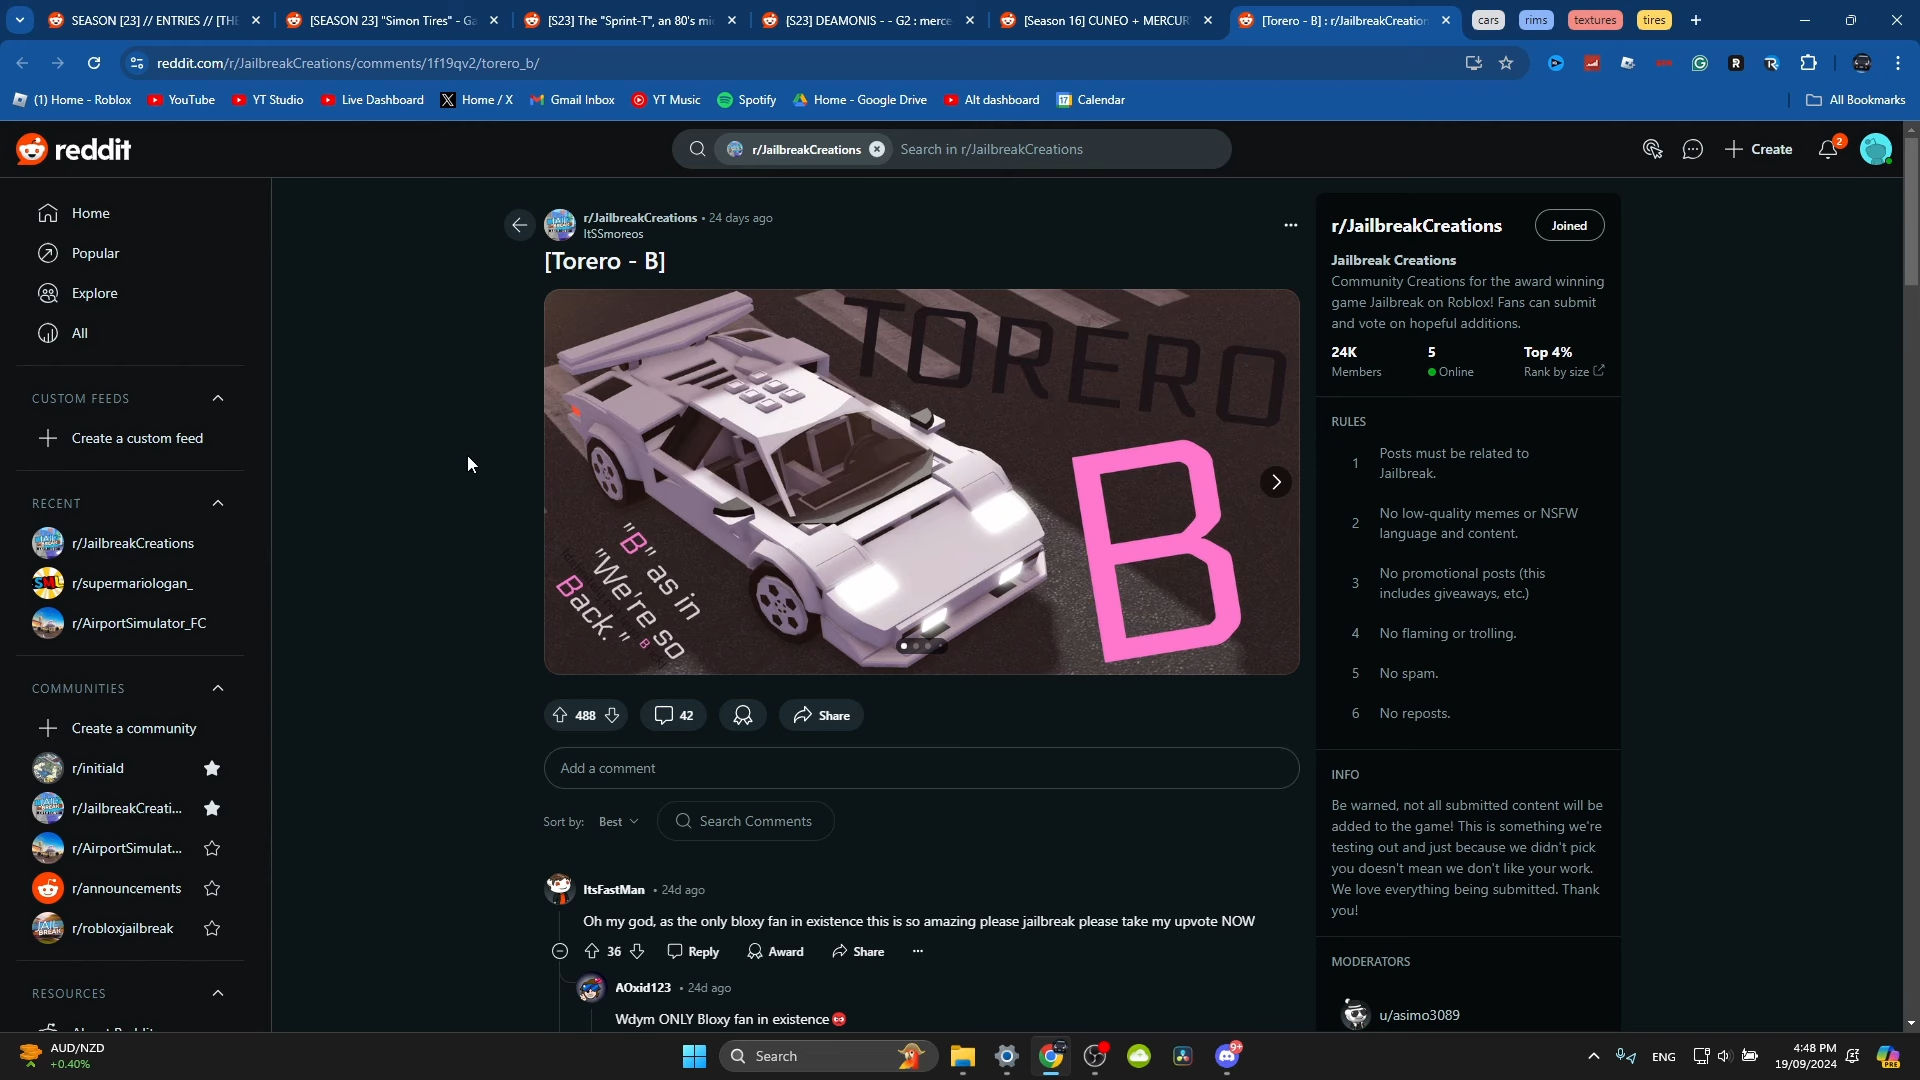 SEASON [23] // ENTRIES // [THE
[SEASON 23] "Simon Tires" - Ga
[S23] The "Sprint-T", an 80's mi
[S23] DEAMONIS - - G2 : merce
[Season 16] CUNEO + MERCUR
[Torero - B] : r/JailbreakCreation
cars
rims
textures
tires
reddit.com/r/JailbreakCreations/comments/1f19qv2/torero_b/
(1) Home - Roblox
YouTube
YT Studio
Live Dashboard
Home / X
Gmail Inbox
YT Music
Spotify
Home - Google Drive
Alt dashboard
Calendar
All Bookmarks
reddit
r/JailbreakCreations
Search in r/JailbreakCreations
Create
2
Home
Popular
Explore
All
CUSTOM FEEDS
Create a custom feed
RECENT
r/JailbreakCreations
r/supermariologan_
r/AirportSimulator_FC
COMMUNITIES
Create a community
r/initiald
r/JailbreakCreati...
r/AirportSimulat...
r/announcements
r/robloxjailbreak
RESOURCES
r/JailbreakCreations • 24 days ago
ItSSmoreos
[Torero - B]
TORERO
B
"B" as in
"We're so
Back."
488
42
Share
Add a comment
Sort by: Best
Search Comments
ItsFastMan • 24d ago
Oh my god, as the only bloxy fan in existence this is so amazing please jailbreak please take my upvote NOW
36
Reply
Award
Share
AOxid123 • 24d ago
Wdym ONLY Bloxy fan in existence
r/JailbreakCreations
Joined
Jailbreak Creations
Community Creations for the award winning
game Jailbreak on Roblox! Fans can submit
and vote on hopeful additions.
24K
Members
5
Online
Top 4%
Rank by size
RULES
1
Posts must be related to
Jailbreak.
2
No low-quality memes or NSFW
language and content.
3
No promotional posts (this
includes giveaways, etc.)
4
No flaming or trolling.
5
No spam.
6
No reposts.
INFO
Be warned, not all submitted content will be
added to the game! This is something we're
testing out and just because we didn't pick
you doesn't mean we don't like your work.
We love everything being submitted. Thank
you!
MODERATORS
u/asimo3089
AUD/NZD
+0.40%
Search
9+
ENG
4:48 PM
19/09/2024